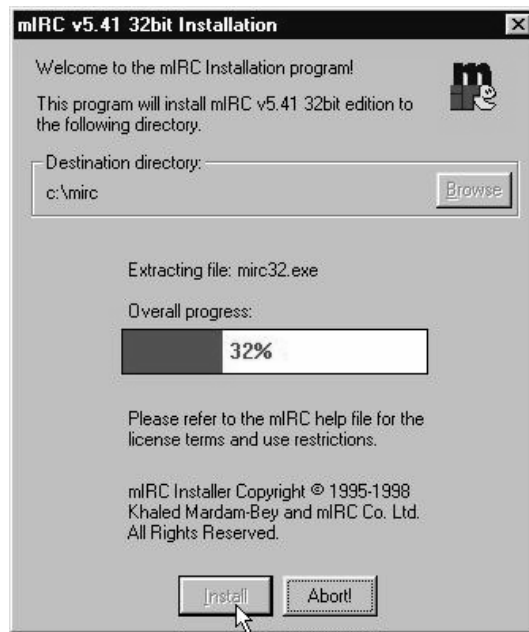 mIRC v5.41 32bit Installation
Welcome to the mIRC Installation program!
This program will install mIRC v5.41 32bit edition to
the following directory.
Destination directory:
c:\mirc
Browse
Extracting file: mirc32.exe
Overall progress:
32%
Please refer to the mIRC help file for the
license terms and use restrictions.
mIRC Installer Copyright © 1995-1998
Khaled Mardam-Bey and mIRC Co. Ltd.
All Rights Reserved.
Install
Abort!